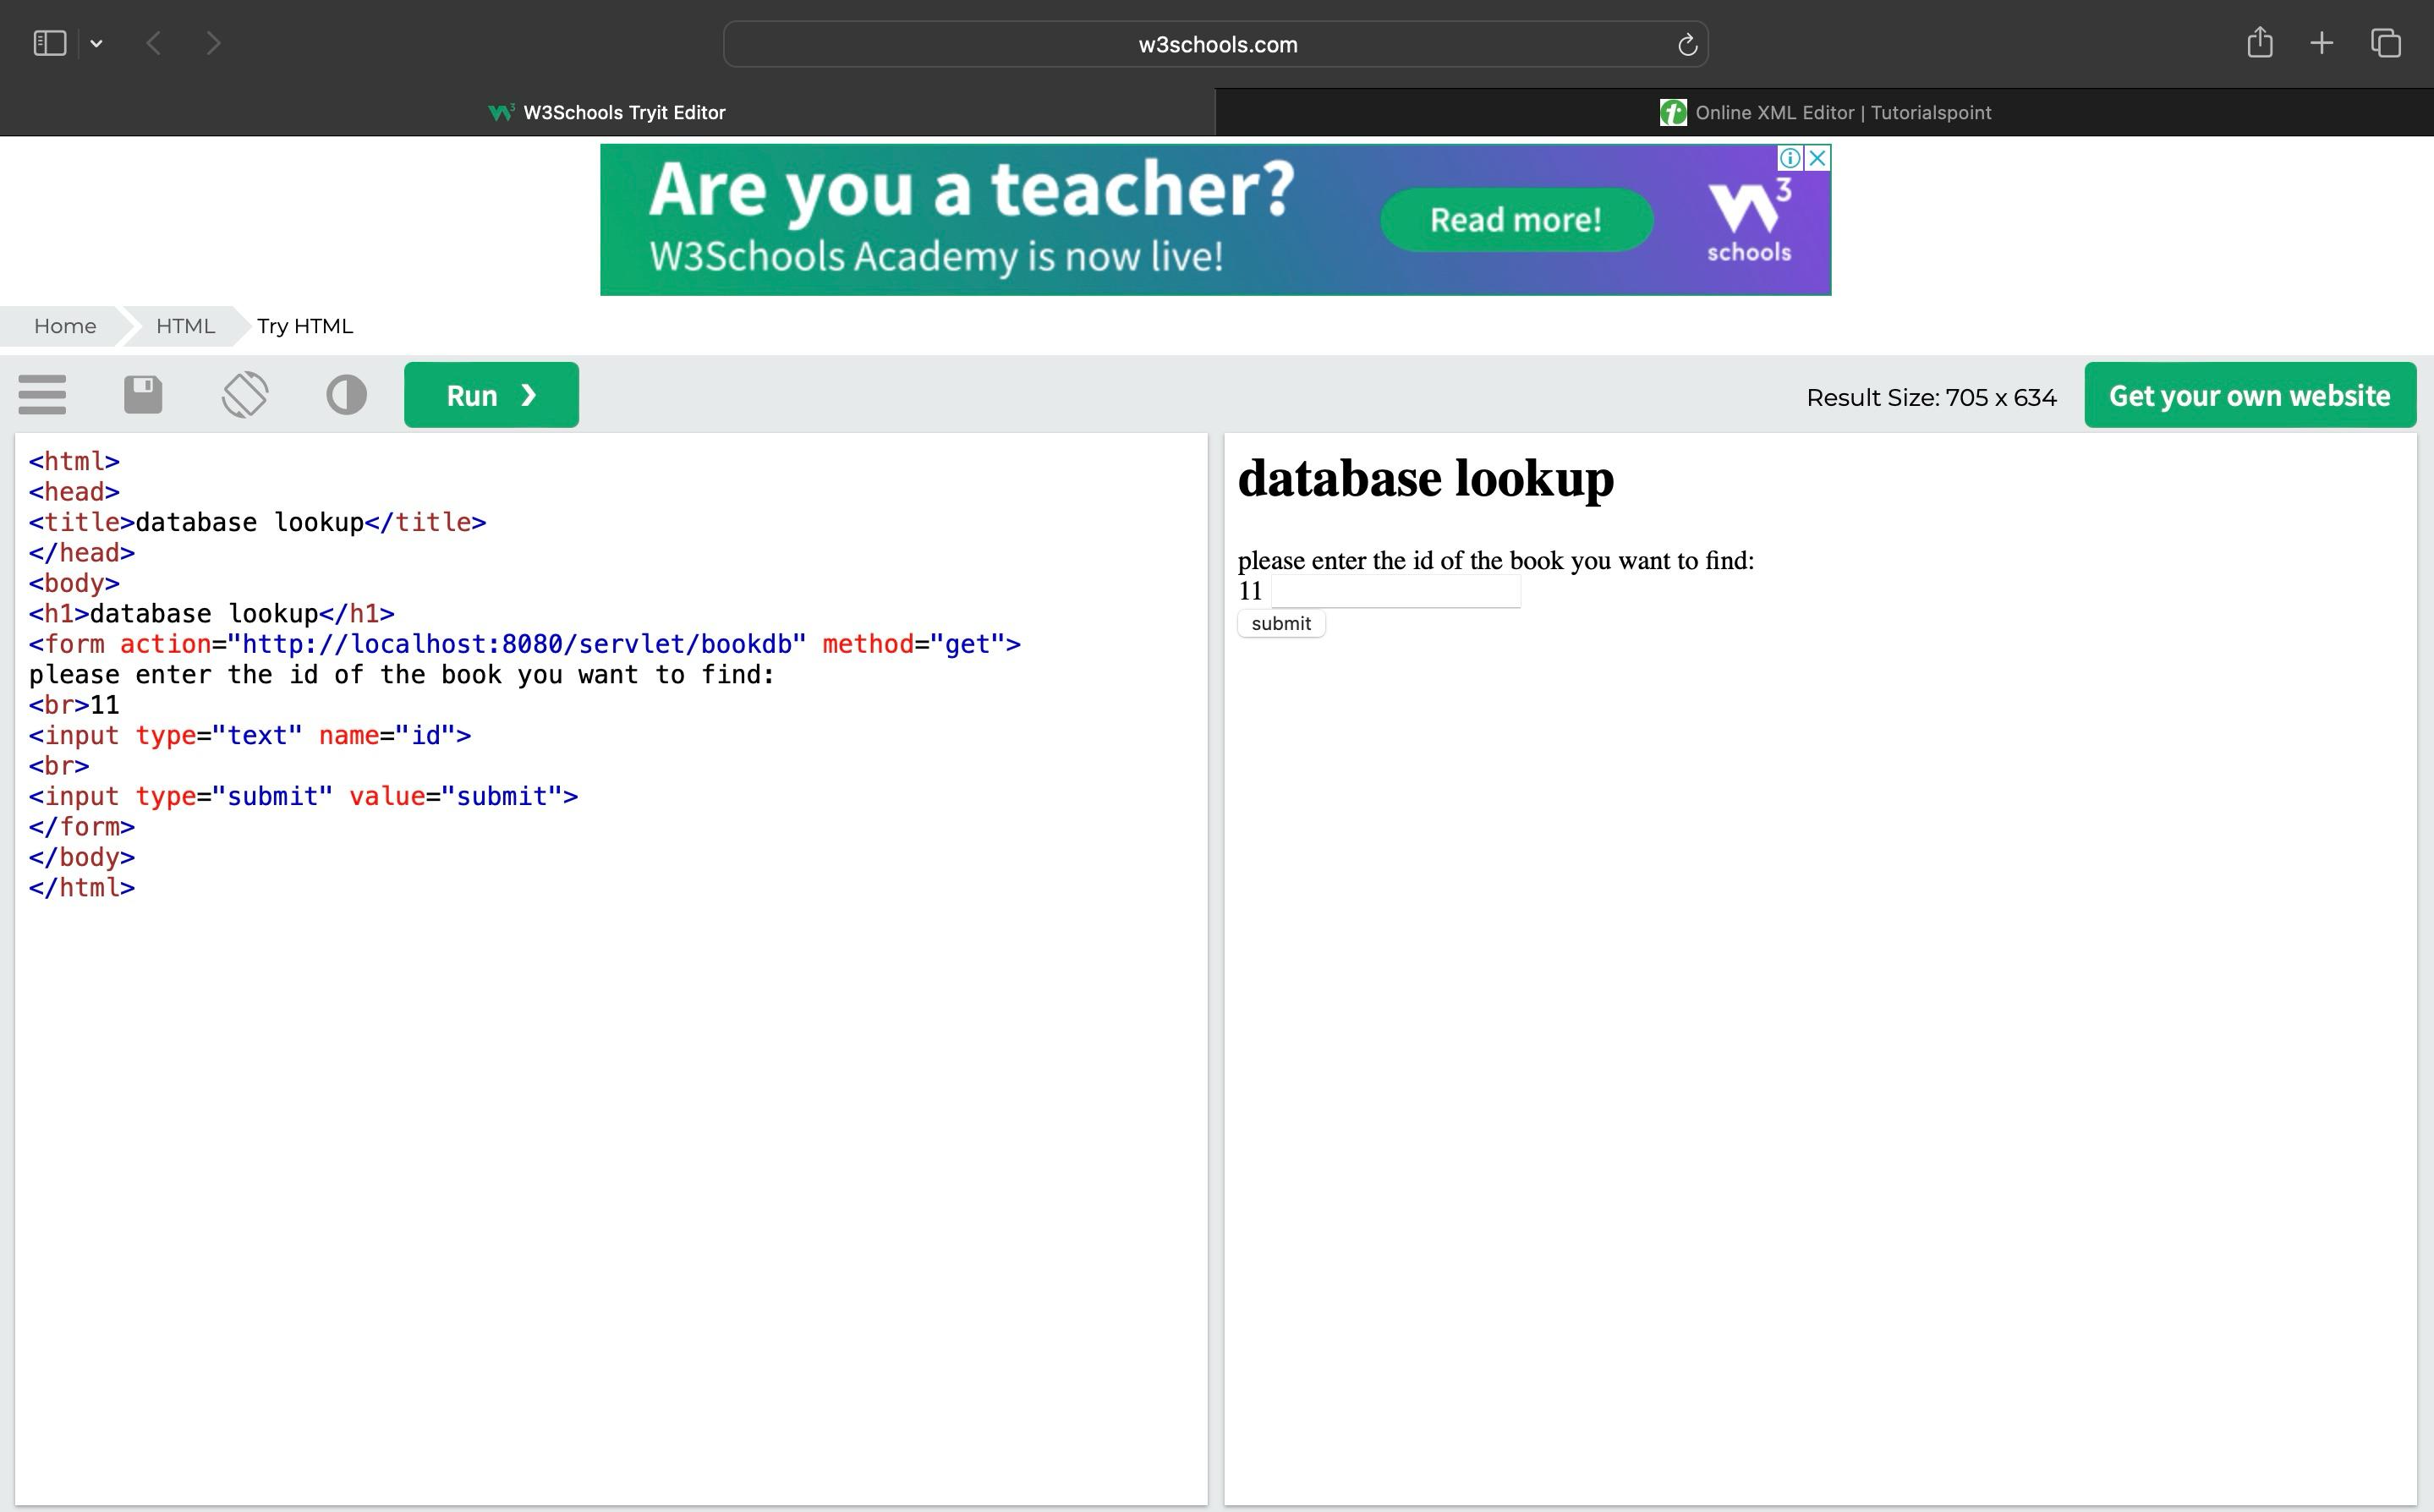 w3schools.com
W3Schools Tryit Editor
Online XML Editor | Tutorialspoint
Are you a teacher?
W3Schools Academy is now live!
Read more!
w3
schools
Home
HTML
Try HTML
Run ❯
Result Size: 705 x 634
Get your own website
<html>
<head>
<title>database lookup</title>
</head>
<body>
<h1>database lookup</h1>
<form action="http://localhost:8080/servlet/bookdb" method="get">
please enter the id of the book you want to find:
<br>11
<input type="text" name="id">
<br>
<input type="submit" value="submit">
</form>
</body>
</html>
database lookup
please enter the id of the book you want to find:
11
submit